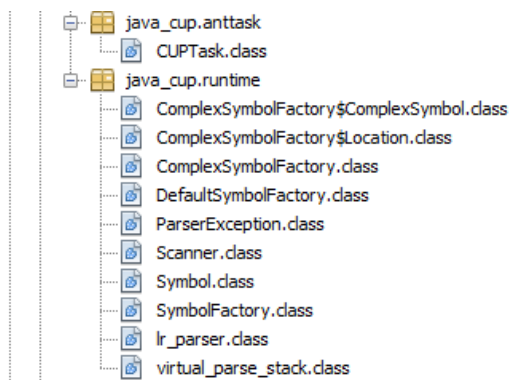 java_cup.anttask
CUPTask.class
java_cup.runtime
ComplexSymbolFactory$ComplexSymbol.class
ComplexSymbolFactory$Location.class
ComplexSymbolFactory.class
DefaultSymbolFactory.class
ParserException.class
Scanner.class
Symbol.class
SymbolFactory.class
lr_parser.class
virtual_parse_stack.class